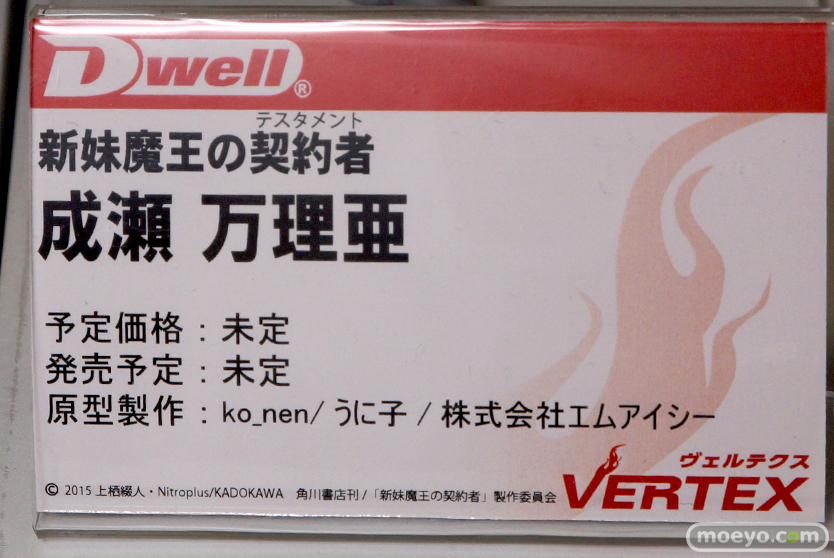 Dwell®
テスタメント
新妹魔王の契約者
成瀬 万理亜
予定価格：未定
発売予定：未定
原型製作：ko_nen/うに子/株式会社エムアイシー
© 2015 上栖綴人・Nitroplus/KADOKAWA 角川書店刊/「新妹魔王の契約者」製作委員会
ヴェルテクス
VERTEX
moeyo.com